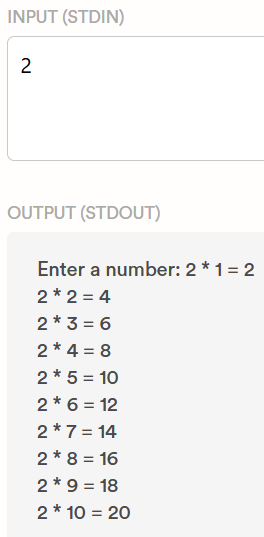 INPUT (STDIN)
2
OUTPUT (STDOUT)
Enter a number: 2 * 1 = 2
2 * 2 = 4
2 * 3 = 6
2 * 4 = 8
2 * 5 = 10
2 * 6 = 12
2 * 7 = 14
2 * 8 = 16
2 * 9 = 18
2 * 10 = 20